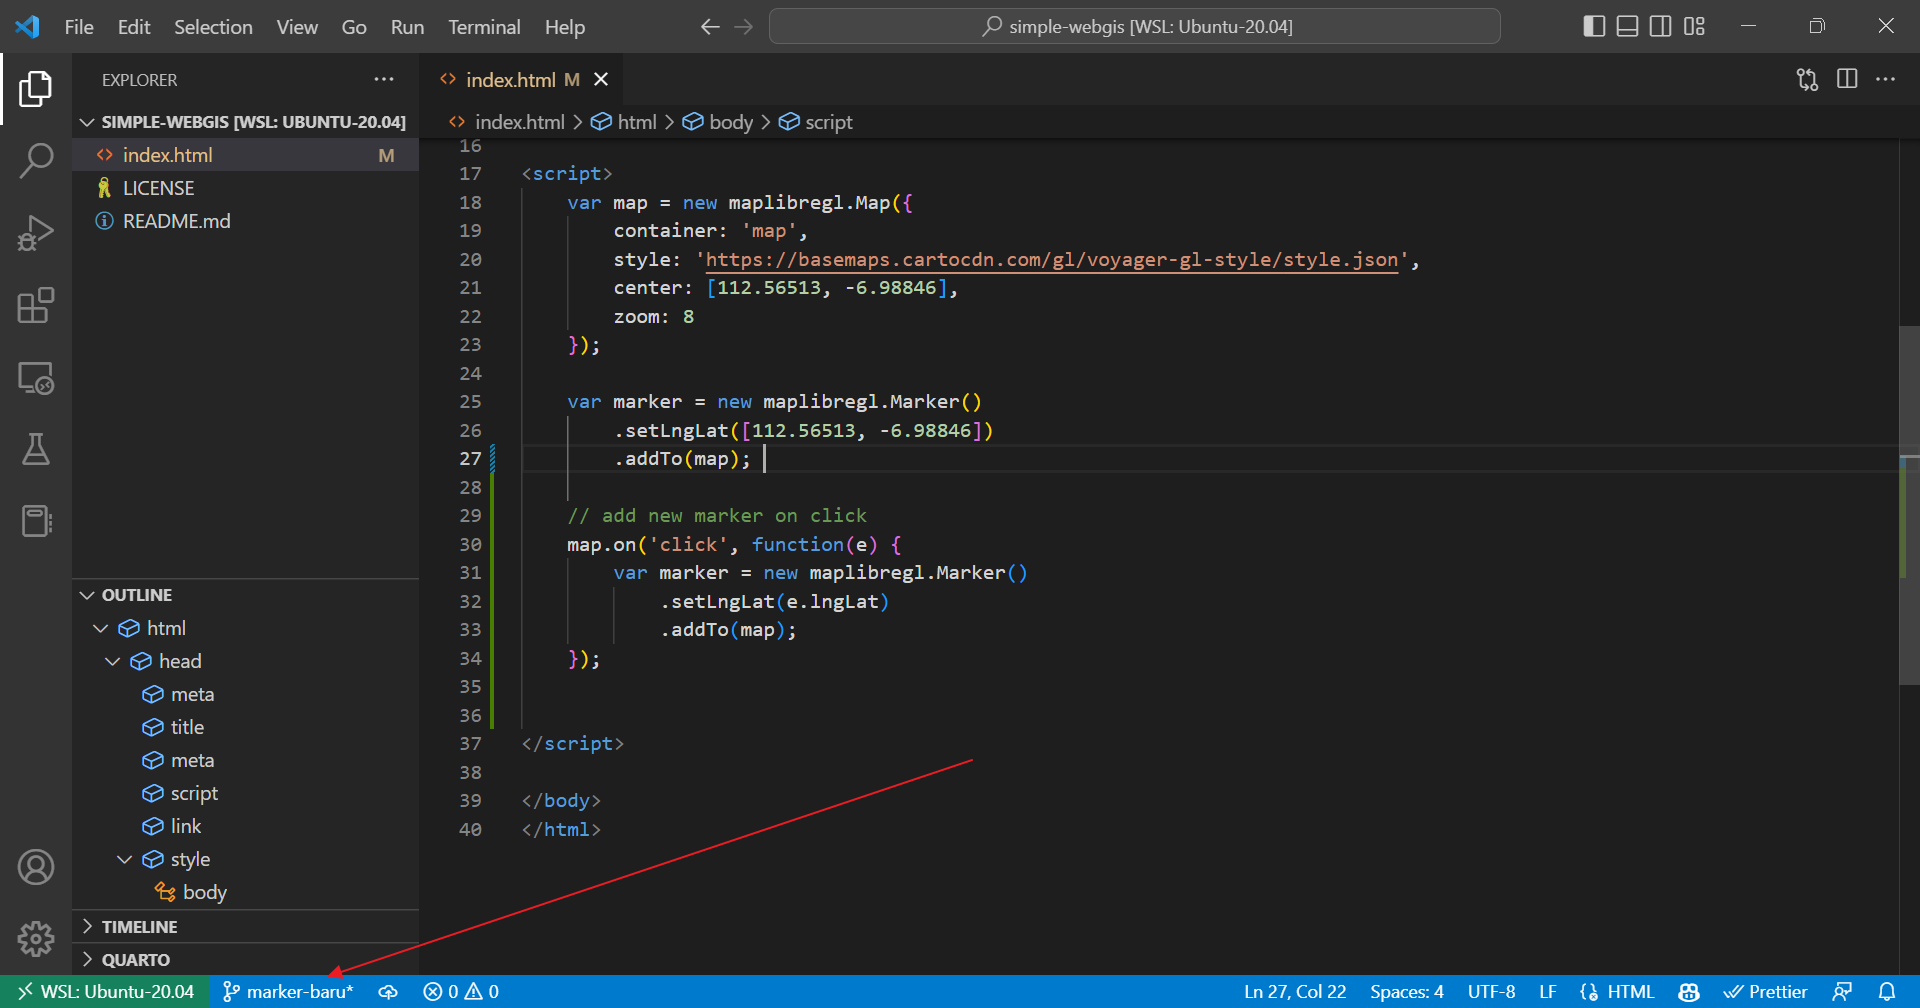 File Edit Selection View Go Run Terminal Help
simple-webgis [WSL: Ubuntu-20.04]
EXPLORER
SIMPLE-WEBGIS [WSL: UBUNTU-20.04]
index.html M
LICENSE
README.md
OUTLINE
html
head
meta
title
meta
script
link
style
body
TIMELINE
QUARTO
index.html M
index.html > html > body > script
16
17 <script>
18 var map = new maplibregl.Map({
19 container: 'map',
20 style: 'https://basemaps.cartocdn.com/gl/voyager-gl-style/style.json',
21 center: [112.56513, -6.98846],
22 zoom: 8
23 });
24
25 var marker = new maplibregl.Marker()
26 .setLngLat([112.56513, -6.98846])
27 .addTo(map);
28
29 // add new marker on click
30 map.on('click', function(e) {
31 var marker = new maplibregl.Marker()
32 .setLngLat(e.lngLat)
33 .addTo(map);
34 });
35
36
37 </script>
38
39 </body>
40 </html>
WSL: Ubuntu-20.04 marker-baru* 0 0 Ln 27, Col 22 Spaces: 4 UTF-8 LF HTML Prettier